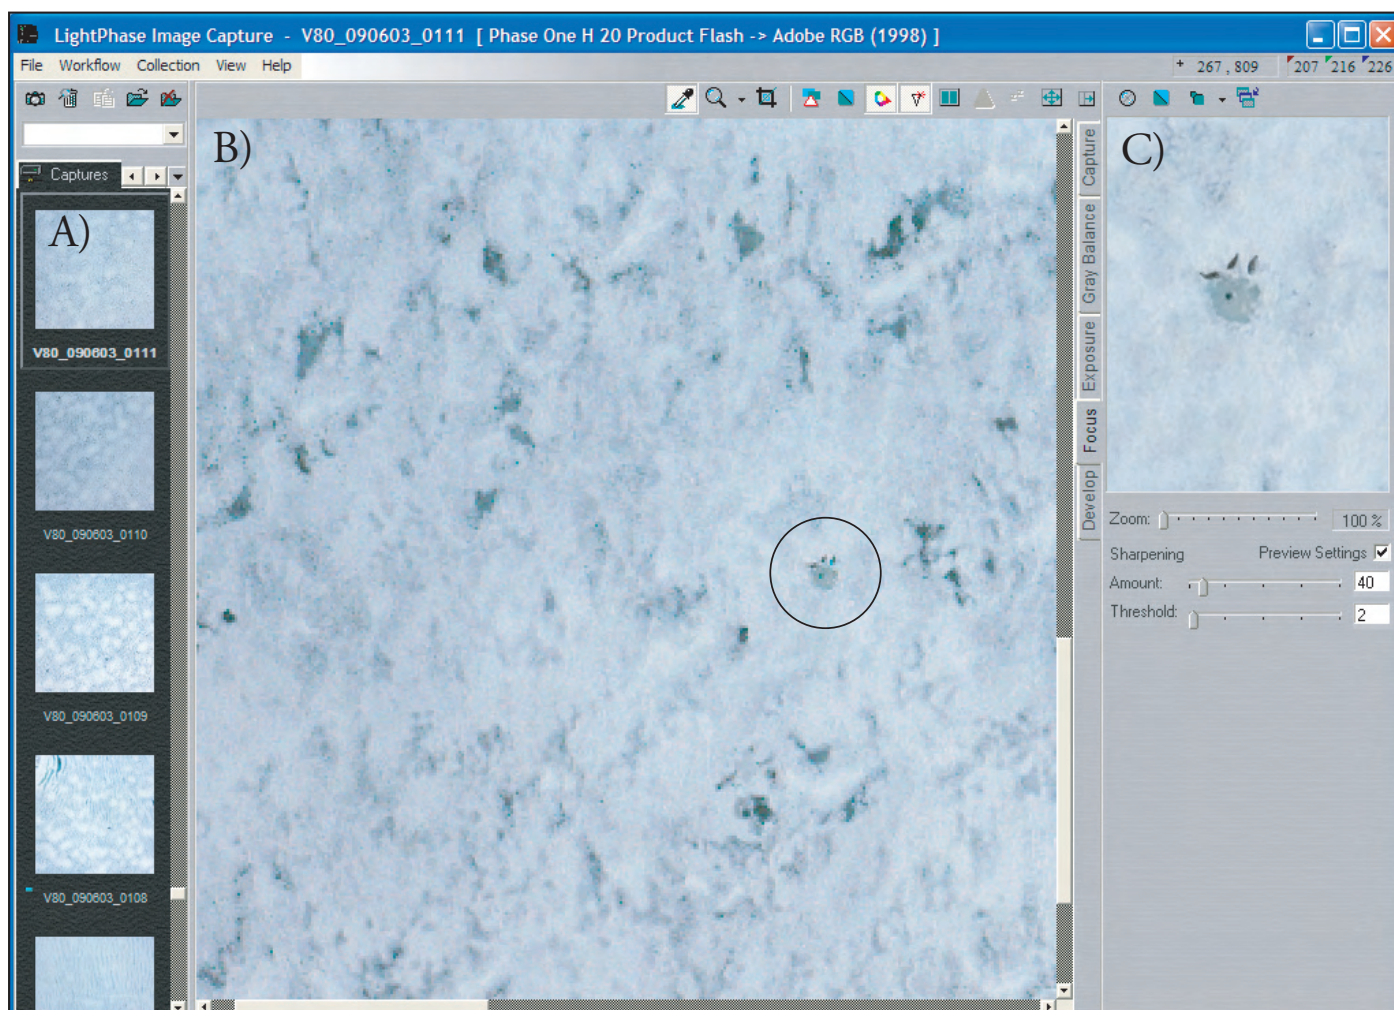 LightPhase Image Capture - V80_090603_0111 [ Phase One H 20 Product Flash -> Adobe RGB (1998) ]
File Workflow Collection View Help
+ 267 , 809 207 216 226
Captures
A)
V80_090603_0111
V80_090603_0110
V80_090603_0109
V80_090603_0108
B)
Capture
Gray Balance
Exposure
Focus
Develop
C)
Zoom: 100 %
Sharpening Preview Settings
Amount: 40
Threshold: 2